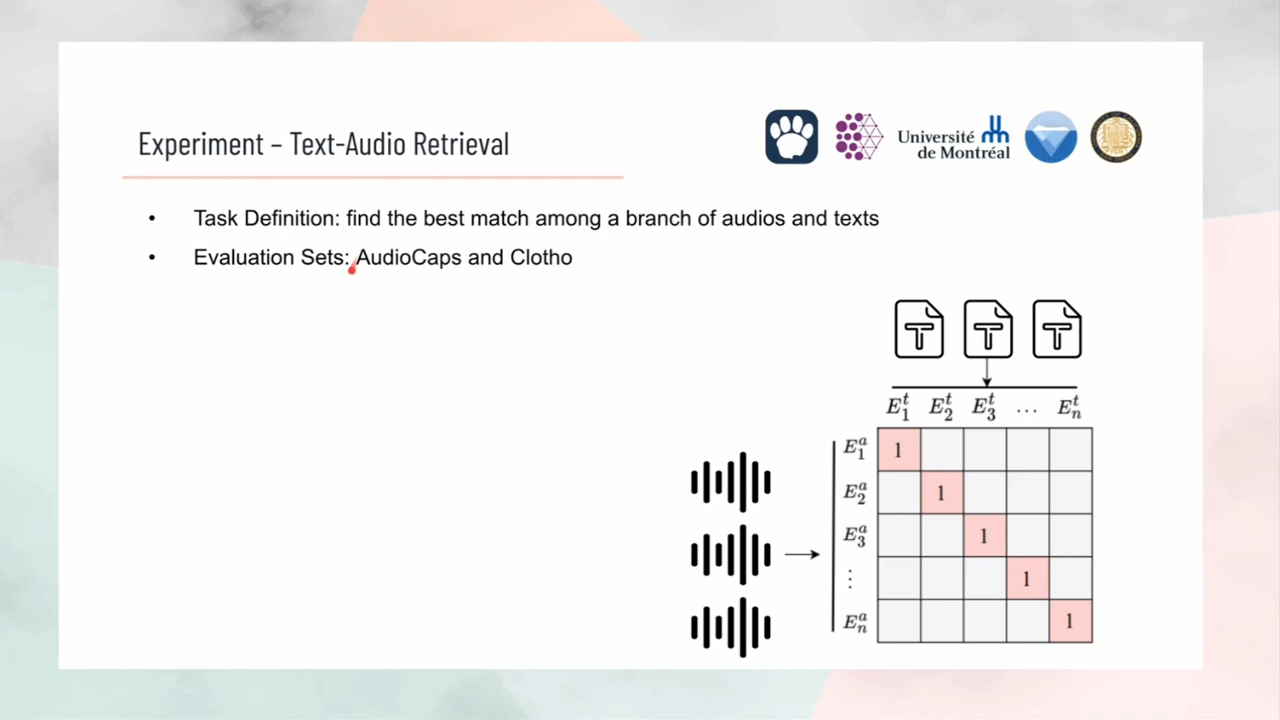 Experiment – Text-Audio Retrieval
Université
de Montréal
• Task Definition: find the best match among a branch of audios and texts
• Evaluation Sets: AudioCaps and Clotho
T T T
E₁ᵗ E₂ᵗ E₃ᵗ ... Eₙᵗ
E₁ᵃ 1
E₂ᵃ 1
E₃ᵃ 1
⋮ 1
Eₙᵃ 1